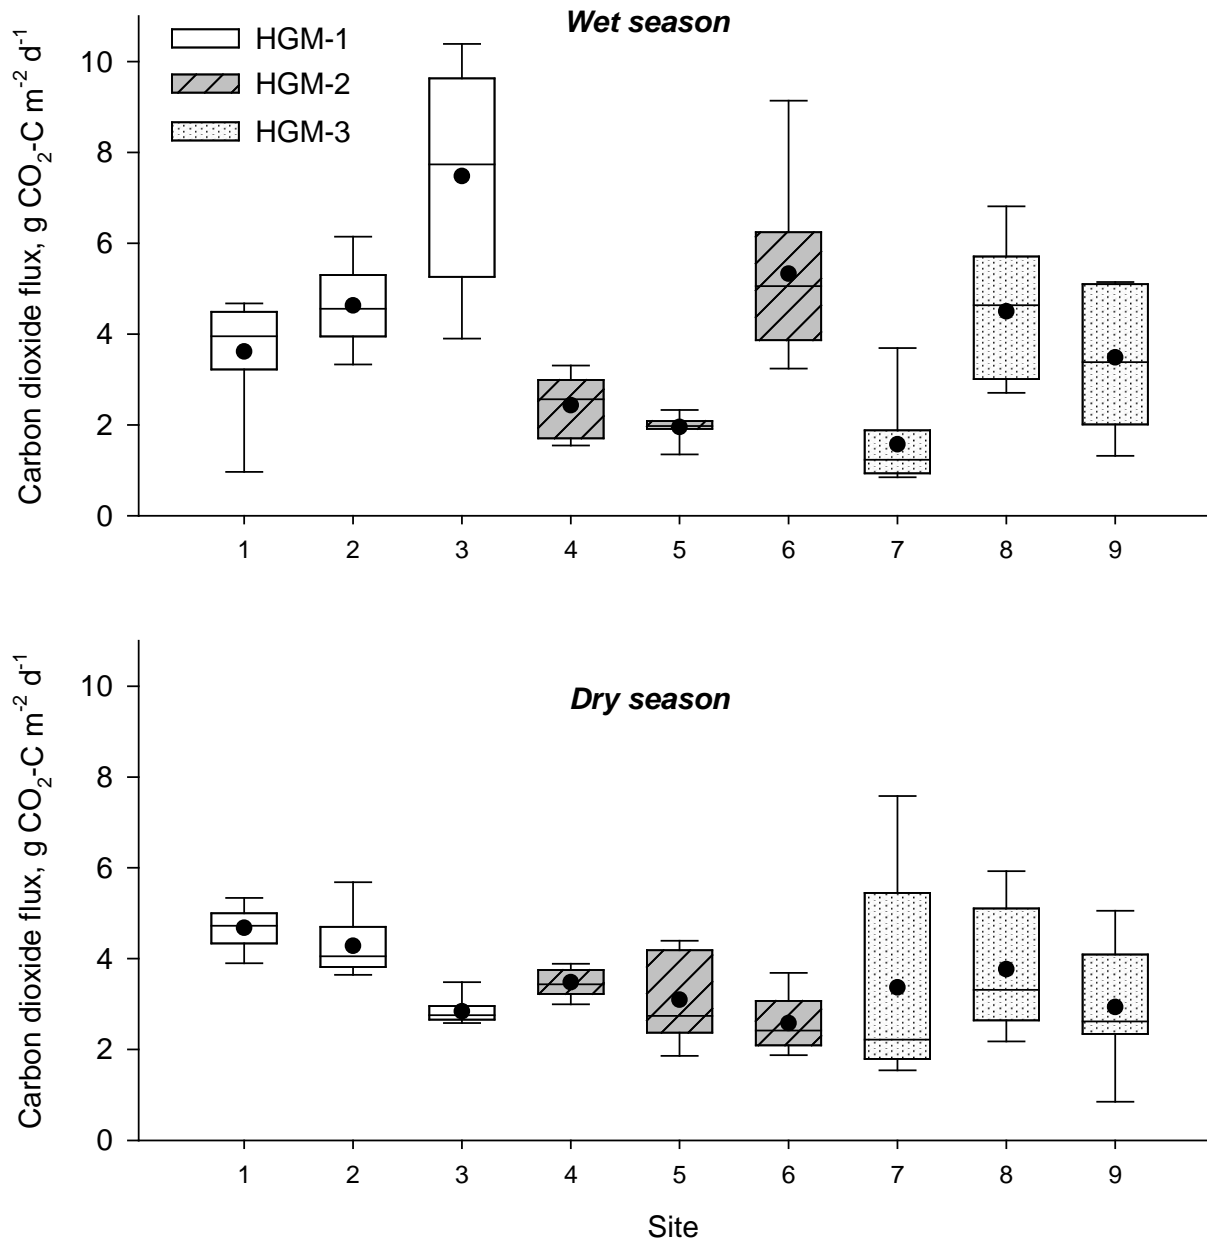 Wet season
HGM-1
HGM-2
HGM-3
Carbon dioxide flux, g CO₂-C m⁻² d⁻¹
10
8
6
4
2
0
1 2 3 4 5 6 7 8 9
Dry season
Carbon dioxide flux, g CO₂-C m⁻² d⁻¹
10
8
6
4
2
0
1 2 3 4 5 6 7 8 9
Site